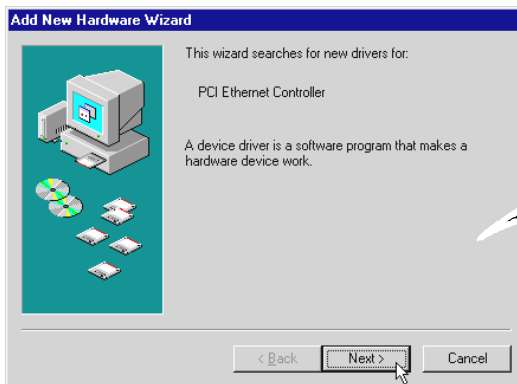 Add New Hardware Wizard
This wizard searches for new drivers for:
PCI Ethernet Controller
A device driver is a software program that makes a
hardware device work.
< Back
Next >
Cancel